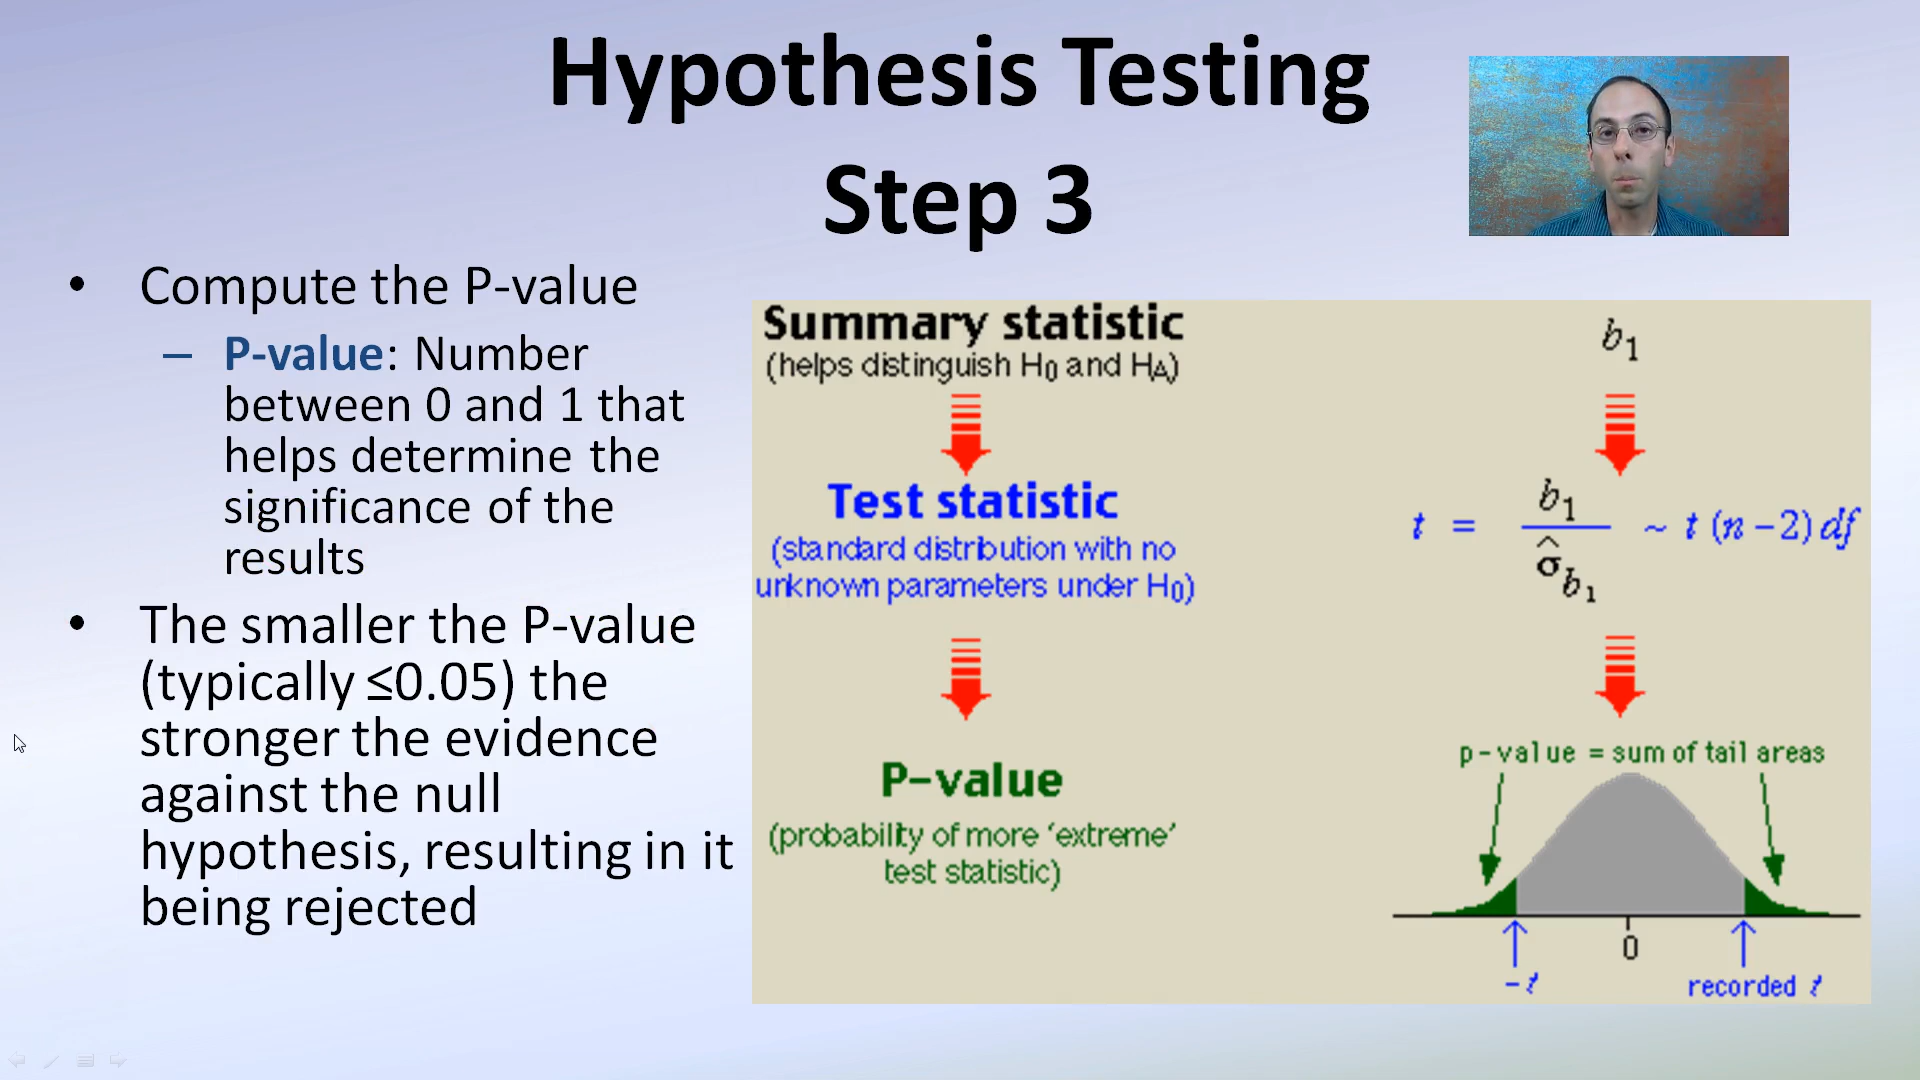 Hypothesis Testing
Step 3
• Compute the P-value
– P-value: Number
between 0 and 1 that
helps determine the
significance of the
results
• The smaller the P-value
(typically ≤0.05) the
stronger the evidence
against the null
hypothesis, resulting in it
being rejected
Summary statistic
(helps distinguish H₀ and H_A)
Test statistic
(standard distribution with no
unknown parameters under H₀)
P-value
(probability of more ‘extreme’
test statistic)
b₁
t = b₁ / σ̂_b₁ ~ t (n-2) df
p-value = sum of tail areas
0
-t
recorded t